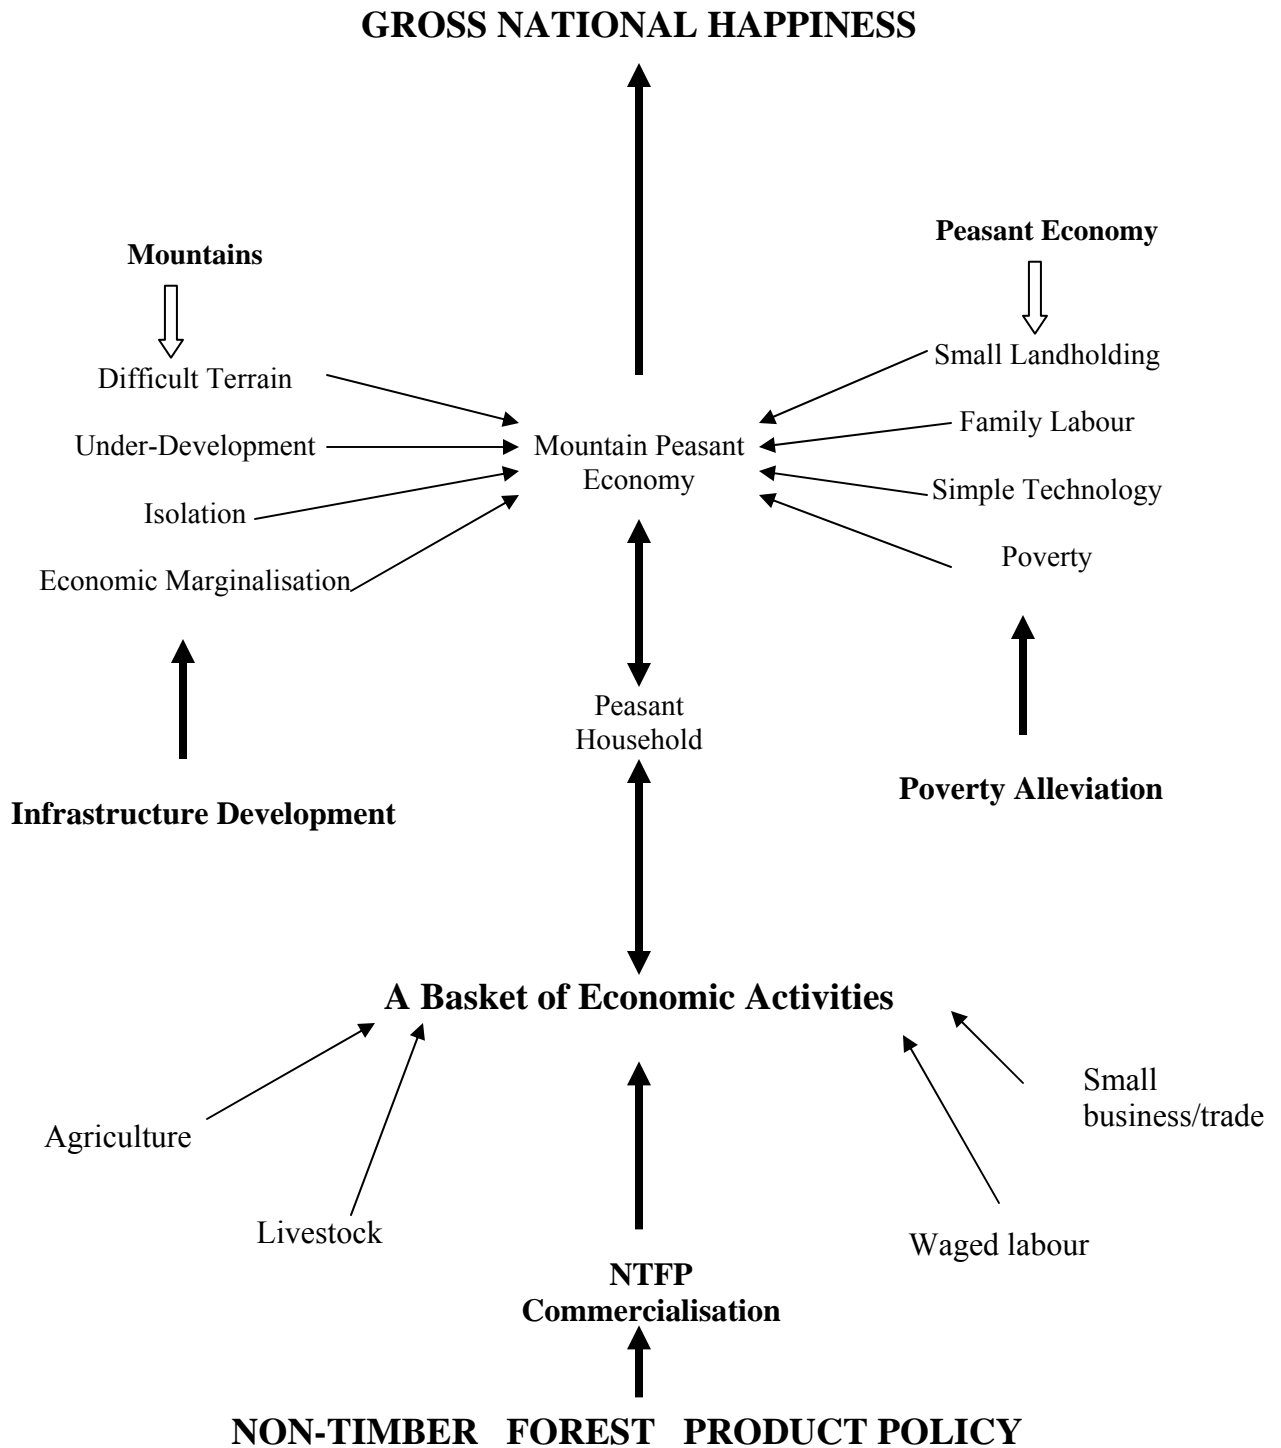 GROSS NATIONAL HAPPINESS
Mountains
Difficult Terrain
Under-Development
Isolation
Economic Marginalisation
Infrastructure Development
Peasant Economy
Small Landholding
Family Labour
Simple Technology
Poverty
Poverty Alleviation
Mountain Peasant
Economy
Peasant
Household
A Basket of Economic Activities
Agriculture
Livestock
NTFP
Commercialisation
Waged labour
Small
business/trade
NON-TIMBER FOREST PRODUCT POLICY